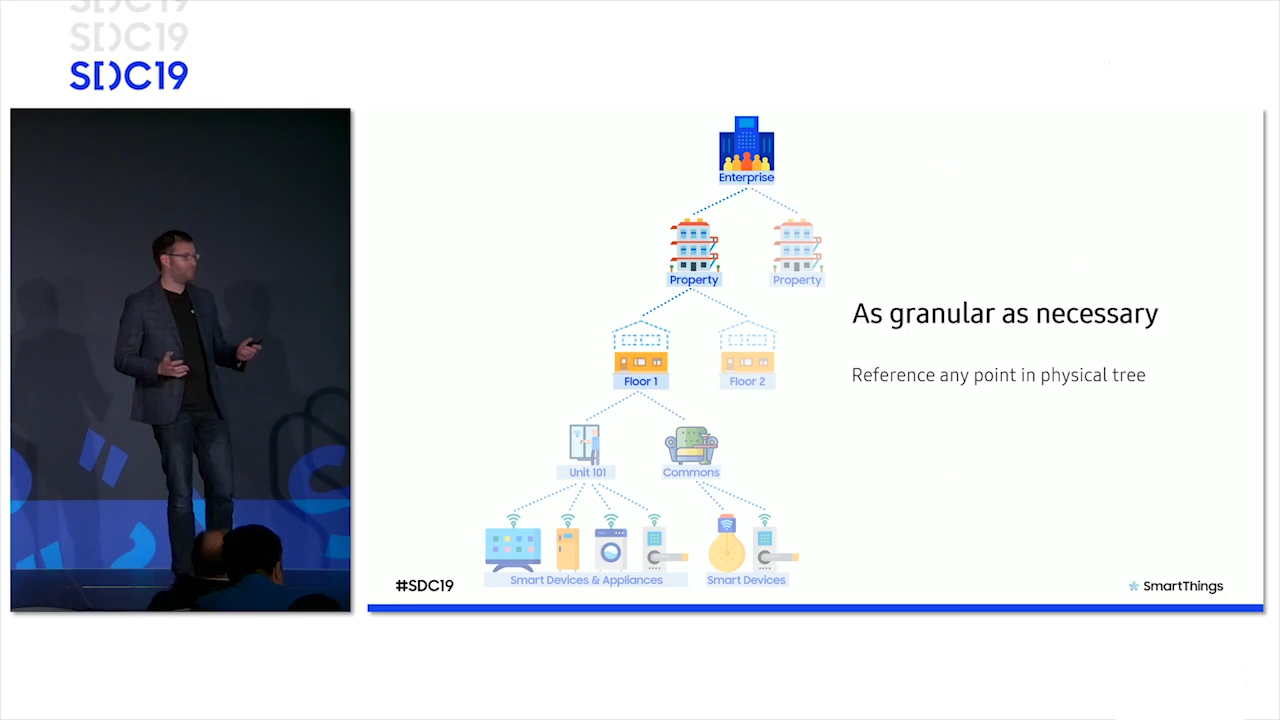 SDC19
SDC19
SDC19
Enterprise
Property
Property
As granular as necessary
Reference any point in physical tree
Floor 1
Floor 2
Unit 101
Commons
Smart Devices & Appliances
Smart Devices
#SDC19
SmartThings